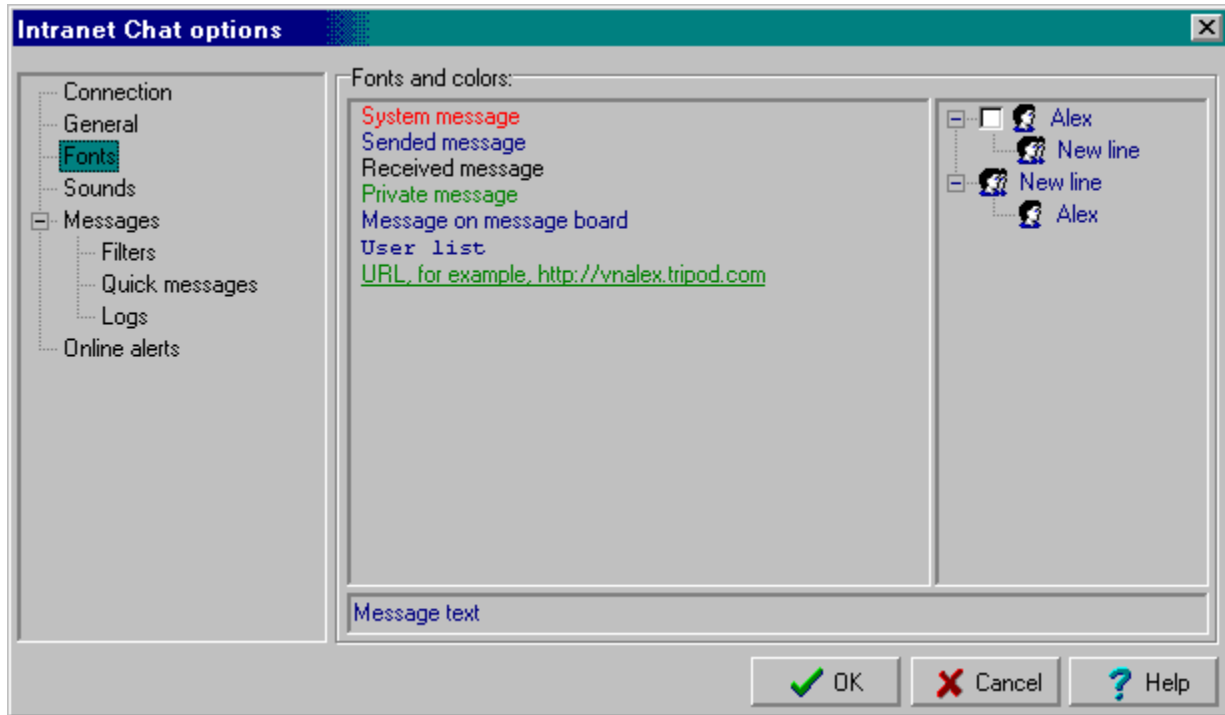 Intranet Chat options
Connection
General
Fonts
Sounds
Messages
Filters
Quick messages
Logs
Online alerts
Fonts and colors:
System message
Sended message
Received message
Private message
Message on message board
User list
URL, for example, http://vnalex.tripod.com
Message text
Alex
New line
New line
Alex
OK
Cancel
Help